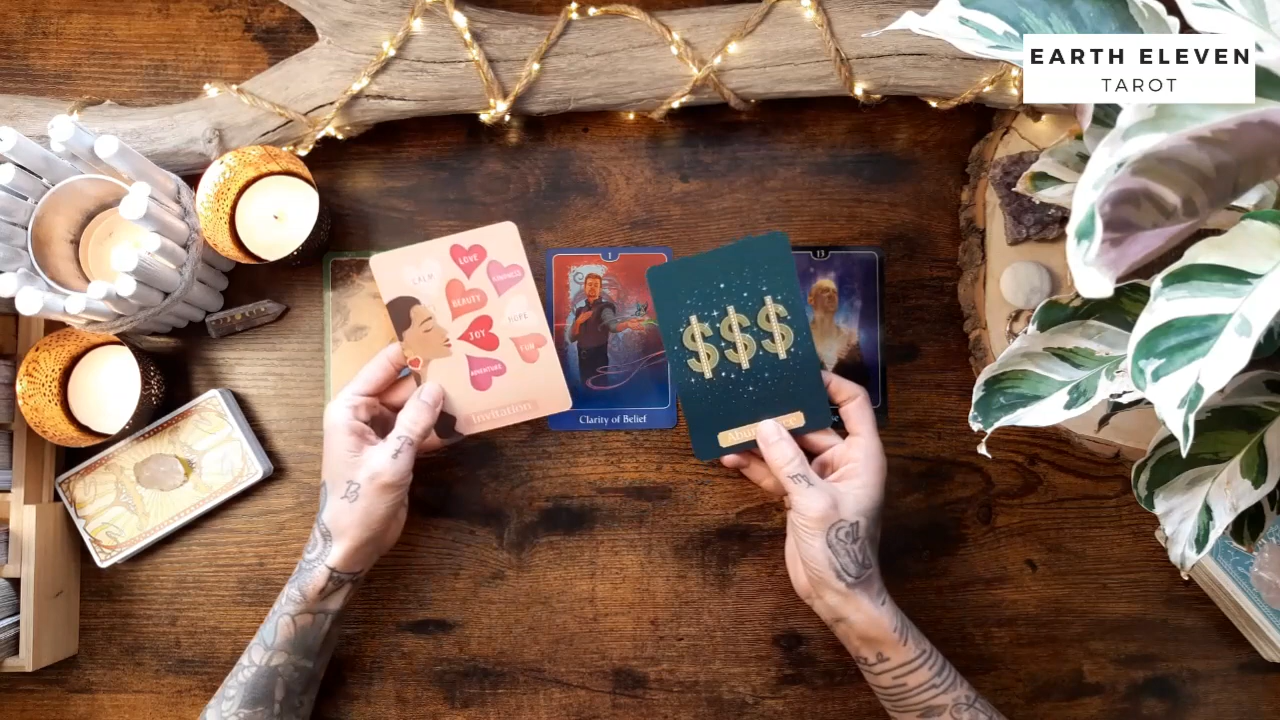 EARTH ELEVEN
TAROT
CALM
LOVE
KINDNESS
BEAUTY
HOPE
JOY
FUN
ADVENTURE
Invitation
1
Clarity of Belief
$$$
13